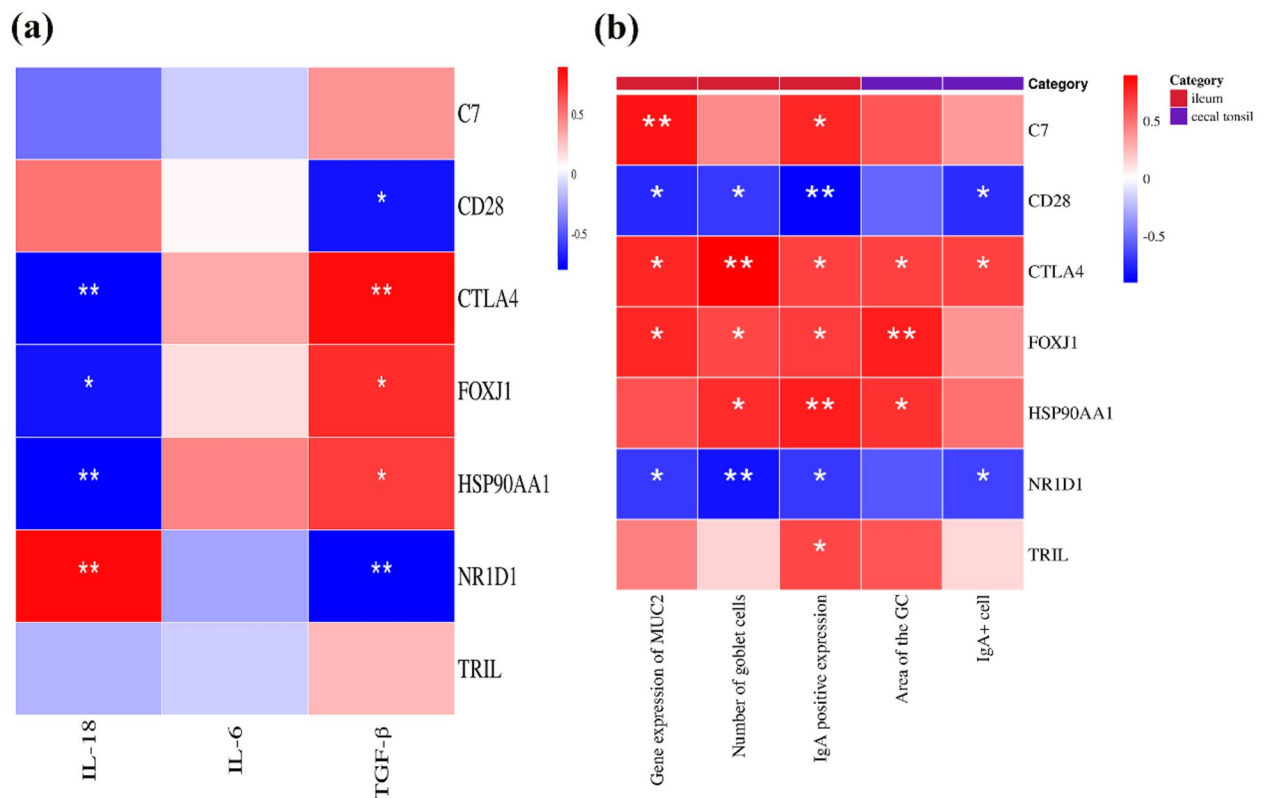 (a)
0.5
0
-0.5
C7
CD28
*
CTLA4
**
**
FOXJ1
*
*
HSP90AA1
**
*
NR1D1
**
**
TRIL
IL-18
IL-6
TGF-β
(b)
Category
Category
ileum
cecal tonsil
0.5
0
-0.5
C7
** *
CD28
* * ** *
CTLA4
* ** * * *
FOXJ1
* * * **
HSP90AA1
* ** *
NR1D1
* ** * *
TRIL
*
Gene expression of MUC2
Number of goblet cells
IgA positive expression
Area of the GC
IgA+ cell